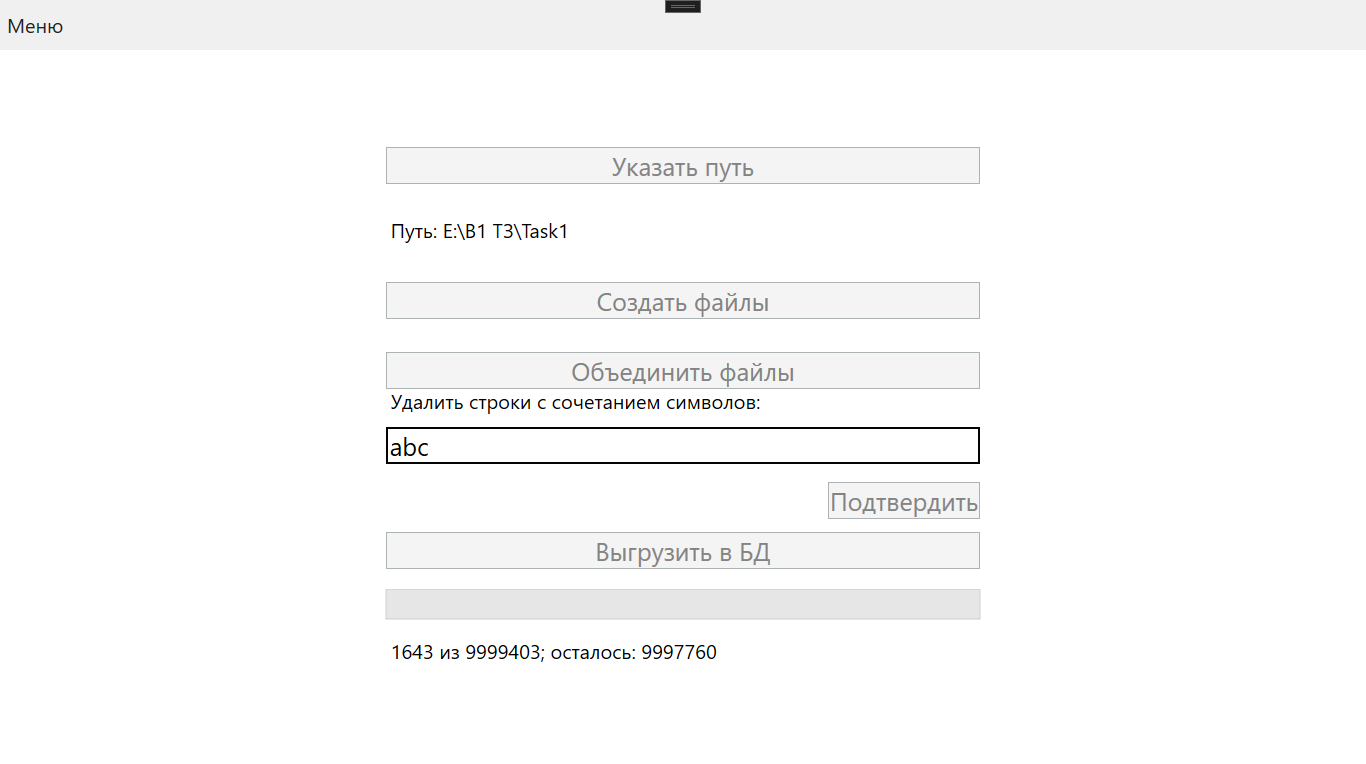 Меню
Указать путь
Путь: E:\B1 T3\Task1
Создать файлы
Объединить файлы
Удалить строки с сочетанием символов:
abc
Подтвердить
Выгрузить в БД
1643 из 9999403; осталось: 9997760